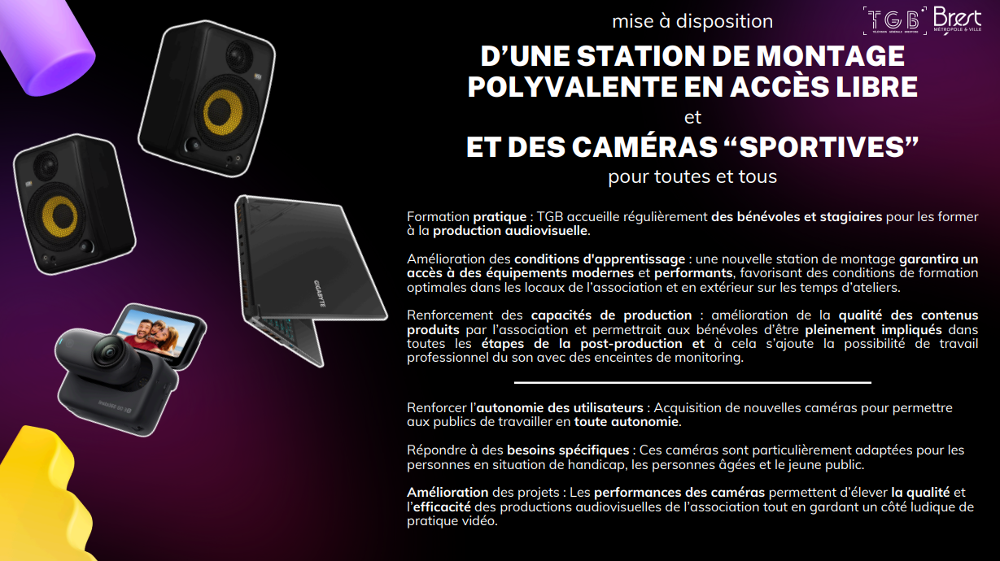 mise à disposition
TGB
TÉLÉVISION GÉNÉRALE BRESTOISE
Brest
MÉTROPOLE & VILLE
D’UNE STATION DE MONTAGE
POLYVALENTE EN ACCÈS LIBRE
et
ET DES CAMÉRAS “SPORTIVES”
pour toutes et tous
Formation pratique : TGB accueille régulièrement des bénévoles et stagiaires pour les former
à la production audiovisuelle.
Amélioration des conditions d'apprentissage : une nouvelle station de montage garantira un
accès à des équipements modernes et performants, favorisant des conditions de formation
optimales dans les locaux de l’association et en extérieur sur les temps d’ateliers.
Renforcement des capacités de production : amélioration de la qualité des contenus
produits par l’association et permettrait aux bénévoles d’être pleinement impliqués dans
toutes les étapes de la post-production et à cela s’ajoute la possibilité de travail
professionnel du son avec des enceintes de monitoring.
Renforcer l’autonomie des utilisateurs : Acquisition de nouvelles caméras pour permettre
aux publics de travailler en toute autonomie.
Répondre à des besoins spécifiques : Ces caméras sont particulièrement adaptées pour les
personnes en situation de handicap, les personnes âgées et le jeune public.
Amélioration des projets : Les performances des caméras permettent d’élever la qualité et
l’efficacité des productions audiovisuelles de l’association tout en gardant un côté ludique de
pratique vidéo.
GIGABYTE
Insta360 GO 3S